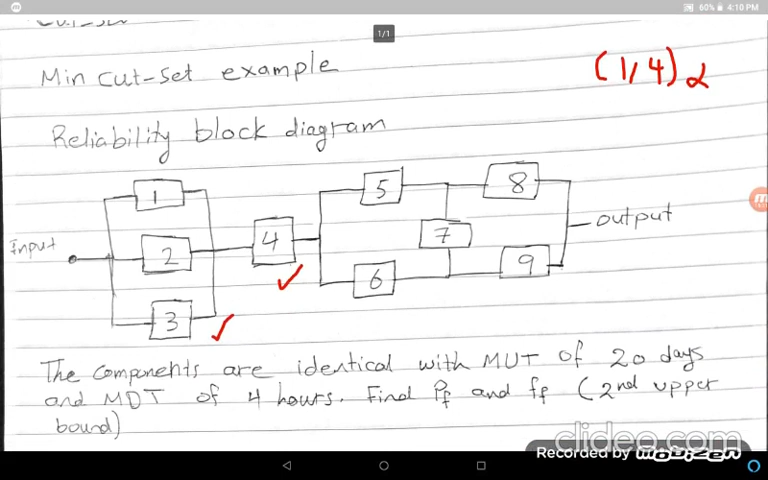 60% 4:10 PM
1/1
Min cut-set example
(1,4) 2
Reliability block diagram
1
5
8
input
2
4
7
output
3
6
9
The components are identical with MUT of 20 days
and MDT of 4 hours. Find Pf and ff (2nd upper
bound)
clideo.com
Recorded by mobizen